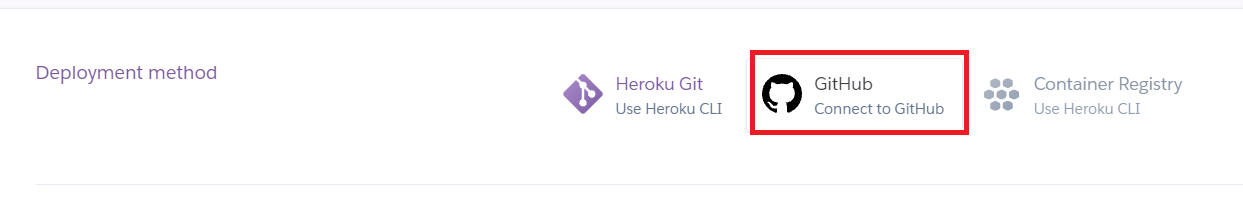 Deployment method
Heroku Git
Use Heroku CLI
GitHub
Connect to GitHub
Container Registry
Use Heroku CLI